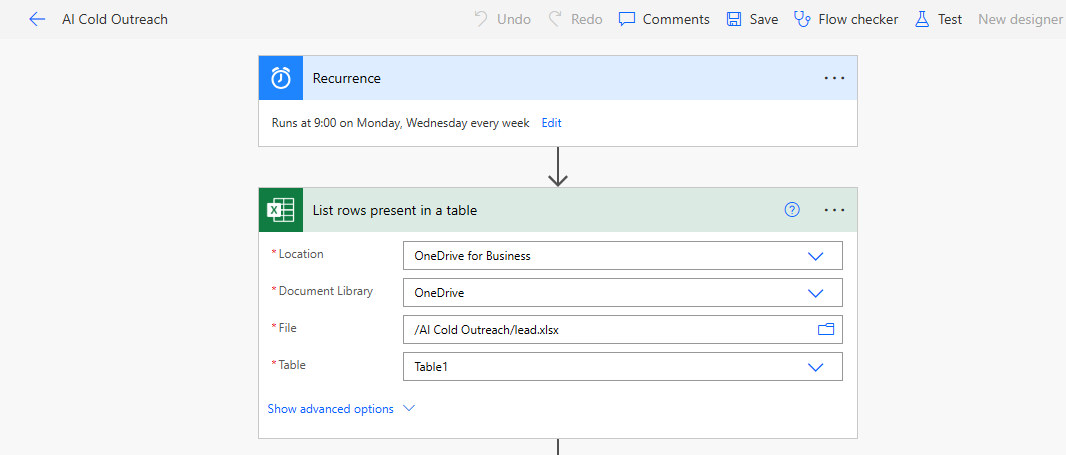 AI Cold Outreach Undo Redo Comments Save Flow checker Test New designer
Recurrence
Runs at 9:00 on Monday, Wednesday every week Edit
List rows present in a table
* Location OneDrive for Business
* Document Library OneDrive
* File /AI Cold Outreach/lead.xlsx
* Table Table1
Show advanced options